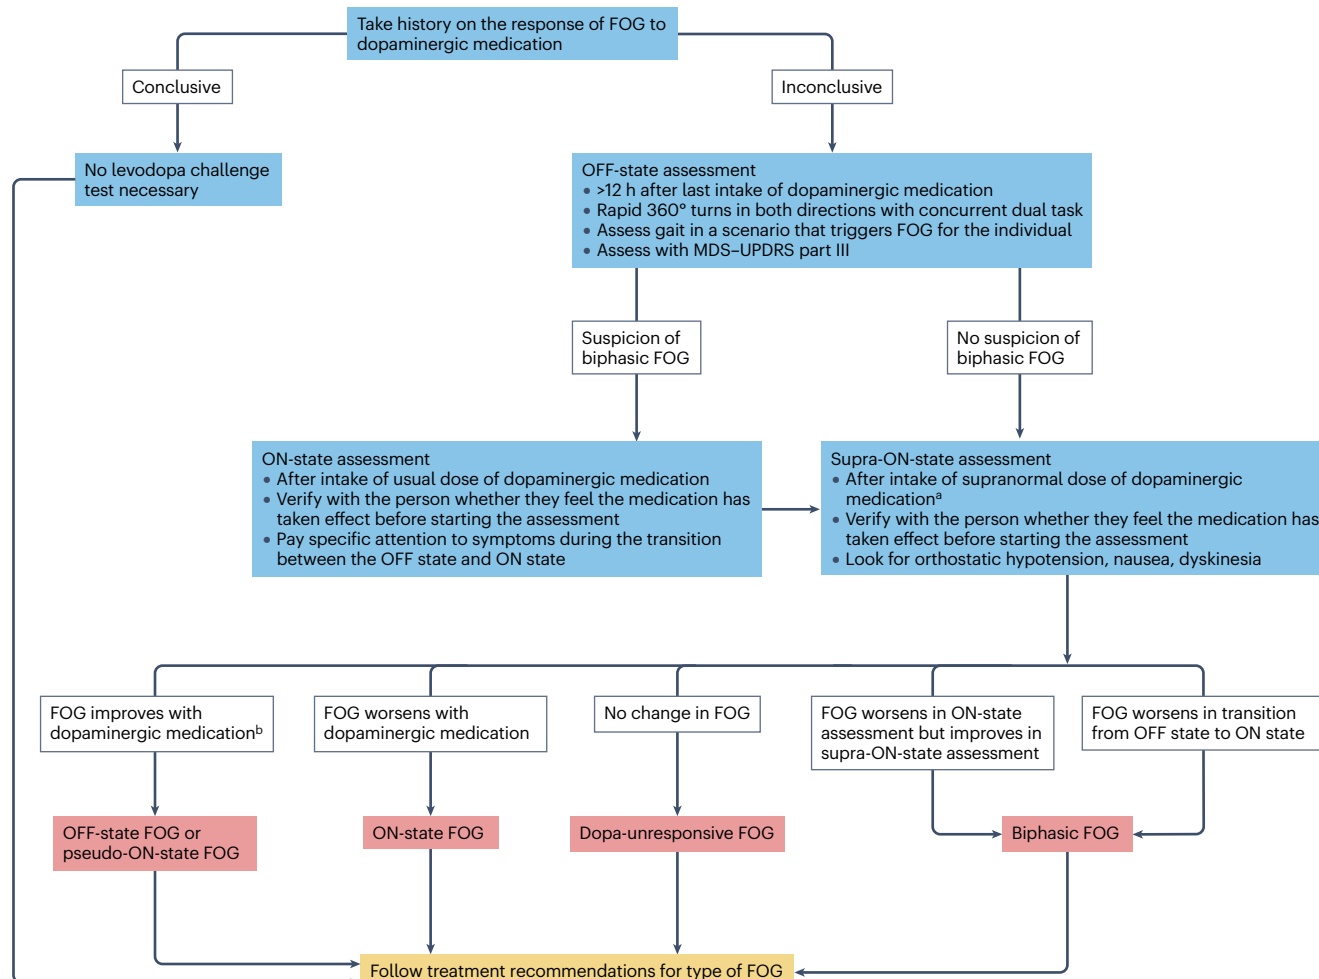 Take history on the response of FOG to
dopaminergic medication
Conclusive
Inconclusive
No levodopa challenge
test necessary
OFF-state assessment
• >12 h after last intake of dopaminergic medication
• Rapid 360° turns in both directions with concurrent dual task
• Assess gait in a scenario that triggers FOG for the individual
• Assess with MDS–UPDRS part III
Suspicion of
biphasic FOG
No suspicion of
biphasic FOG
ON-state assessment
• After intake of usual dose of dopaminergic medication
• Verify with the person whether they feel the medication has
taken effect before starting the assessment
• Pay specific attention to symptoms during the transition
between the OFF state and ON state
Supra-ON-state assessment
• After intake of supranormal dose of dopaminergic
medicationᵃ
• Verify with the person whether they feel the medication has
taken effect before starting the assessment
• Look for orthostatic hypotension, nausea, dyskinesia
FOG improves with
dopaminergic medicationᵇ
FOG worsens with
dopaminergic medication
No change in FOG
FOG worsens in ON-state
assessment but improves in
supra-ON-state assessment
FOG worsens in transition
from OFF state to ON state
OFF-state FOG or
pseudo-ON-state FOG
ON-state FOG
Dopa-unresponsive FOG
Biphasic FOG
Follow treatment recommendations for type of FOG